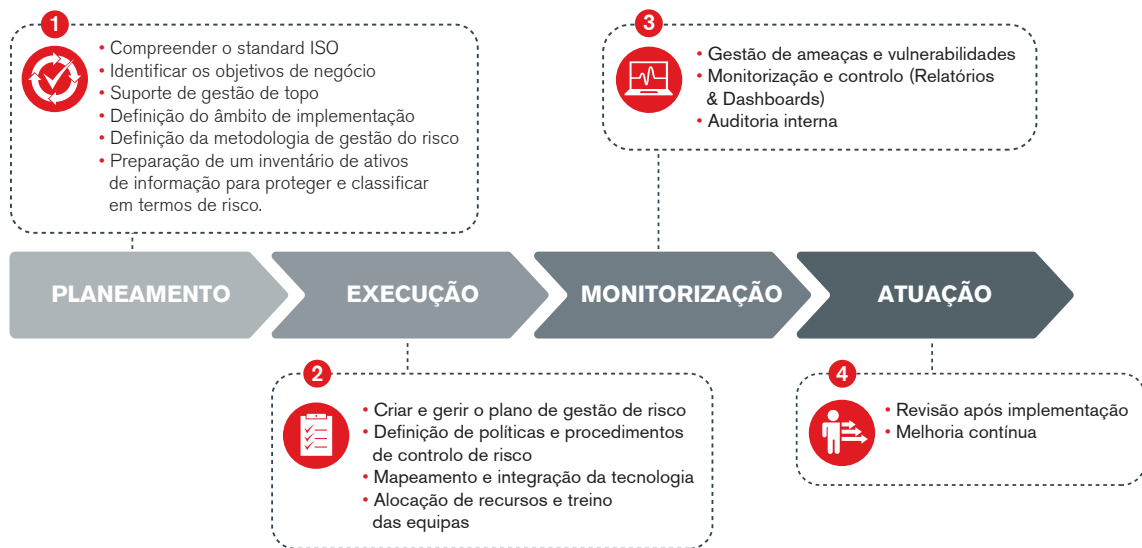 1
• Compreender o standard ISO
• Identificar os objetivos de negócio
• Suporte de gestão de topo
• Definição do âmbito de implementação
• Definição da metodologia de gestão do risco
• Preparação de um inventário de ativos
de informação para proteger e classificar
em termos de risco.
3
• Gestão de ameaças e vulnerabilidades
• Monitorização e controlo (Relatórios
& Dashboards)
• Auditoria interna
PLANEAMENTO
EXECUÇÃO
MONITORIZAÇÃO
ATUAÇÃO
2
• Criar e gerir o plano de gestão de risco
• Definição de políticas e procedimentos
de controlo de risco
• Mapeamento e integração da tecnologia
• Alocação de recursos e treino
das equipas
4
• Revisão após implementação
• Melhoria contínua